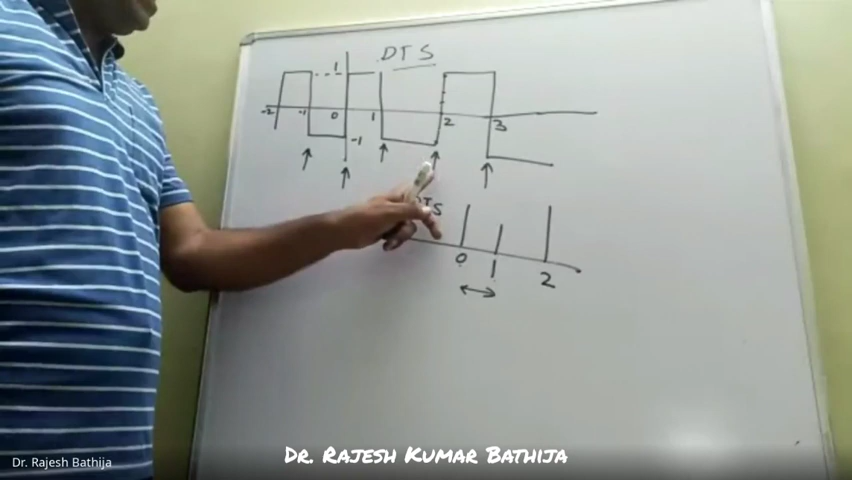 DTS
1
-2 -1 0 1 2 3
-1
DTS
0 1 2
Dr. Rajesh Kumar Bathija
Dr. Rajesh Bathija